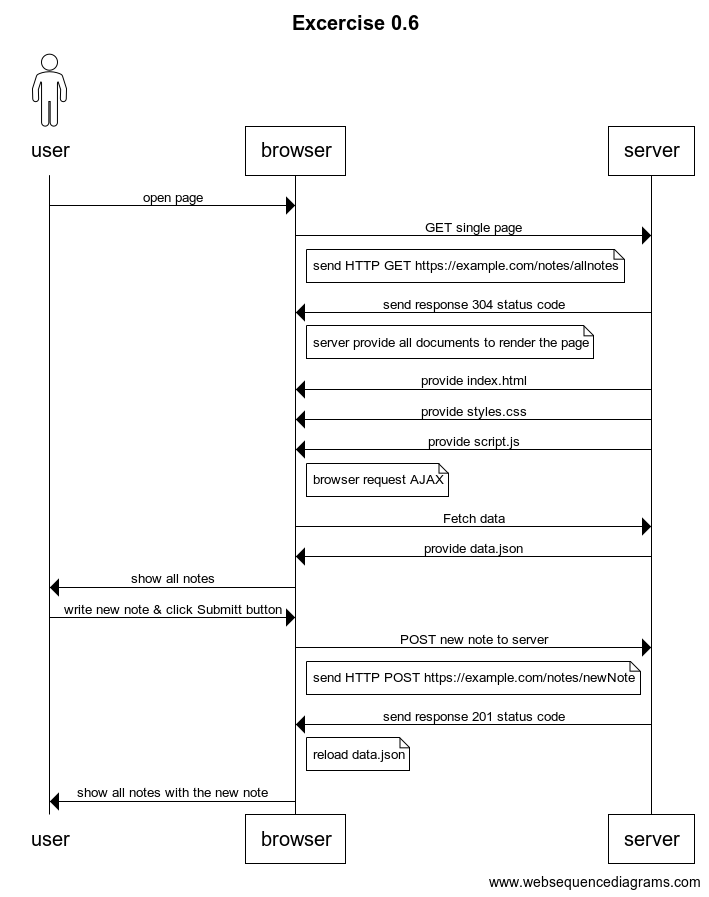 Excercise 0.6
user
browser
server
open page
GET single page
send HTTP GET https://example.com/notes/allnotes
send response 304 status code
server provide all documents to render the page
provide index.html
provide styles.css
provide script.js
browser request AJAX
Fetch data
provide data.json
show all notes
write new note & click Submitt button
POST new note to server
send HTTP POST https://example.com/notes/newNote
send response 201 status code
reload data.json
show all notes with the new note
user
browser
server
www.websequencediagrams.com